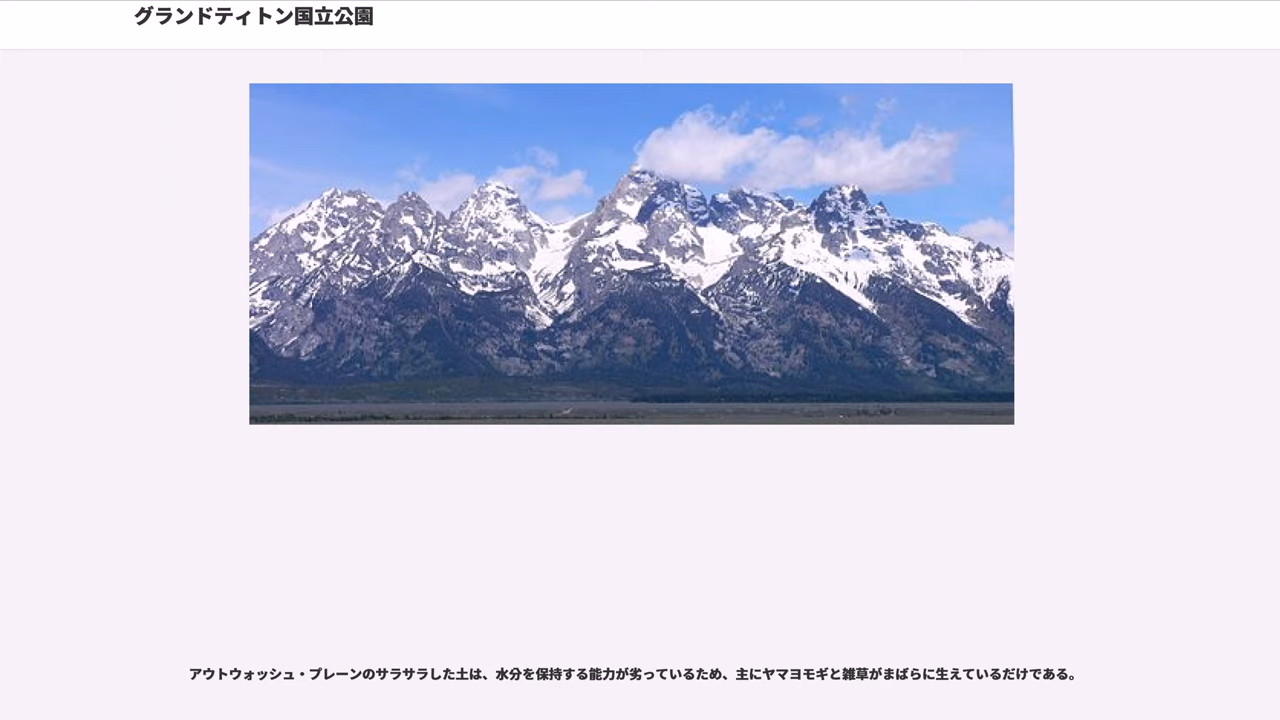 グランドティトン国立公園
アウトウォッシュ・プレーンのサラサラした土は、水分を保持する能力が劣っているため、主にヤマヨモギと雑草がまばらに生えているだけである。